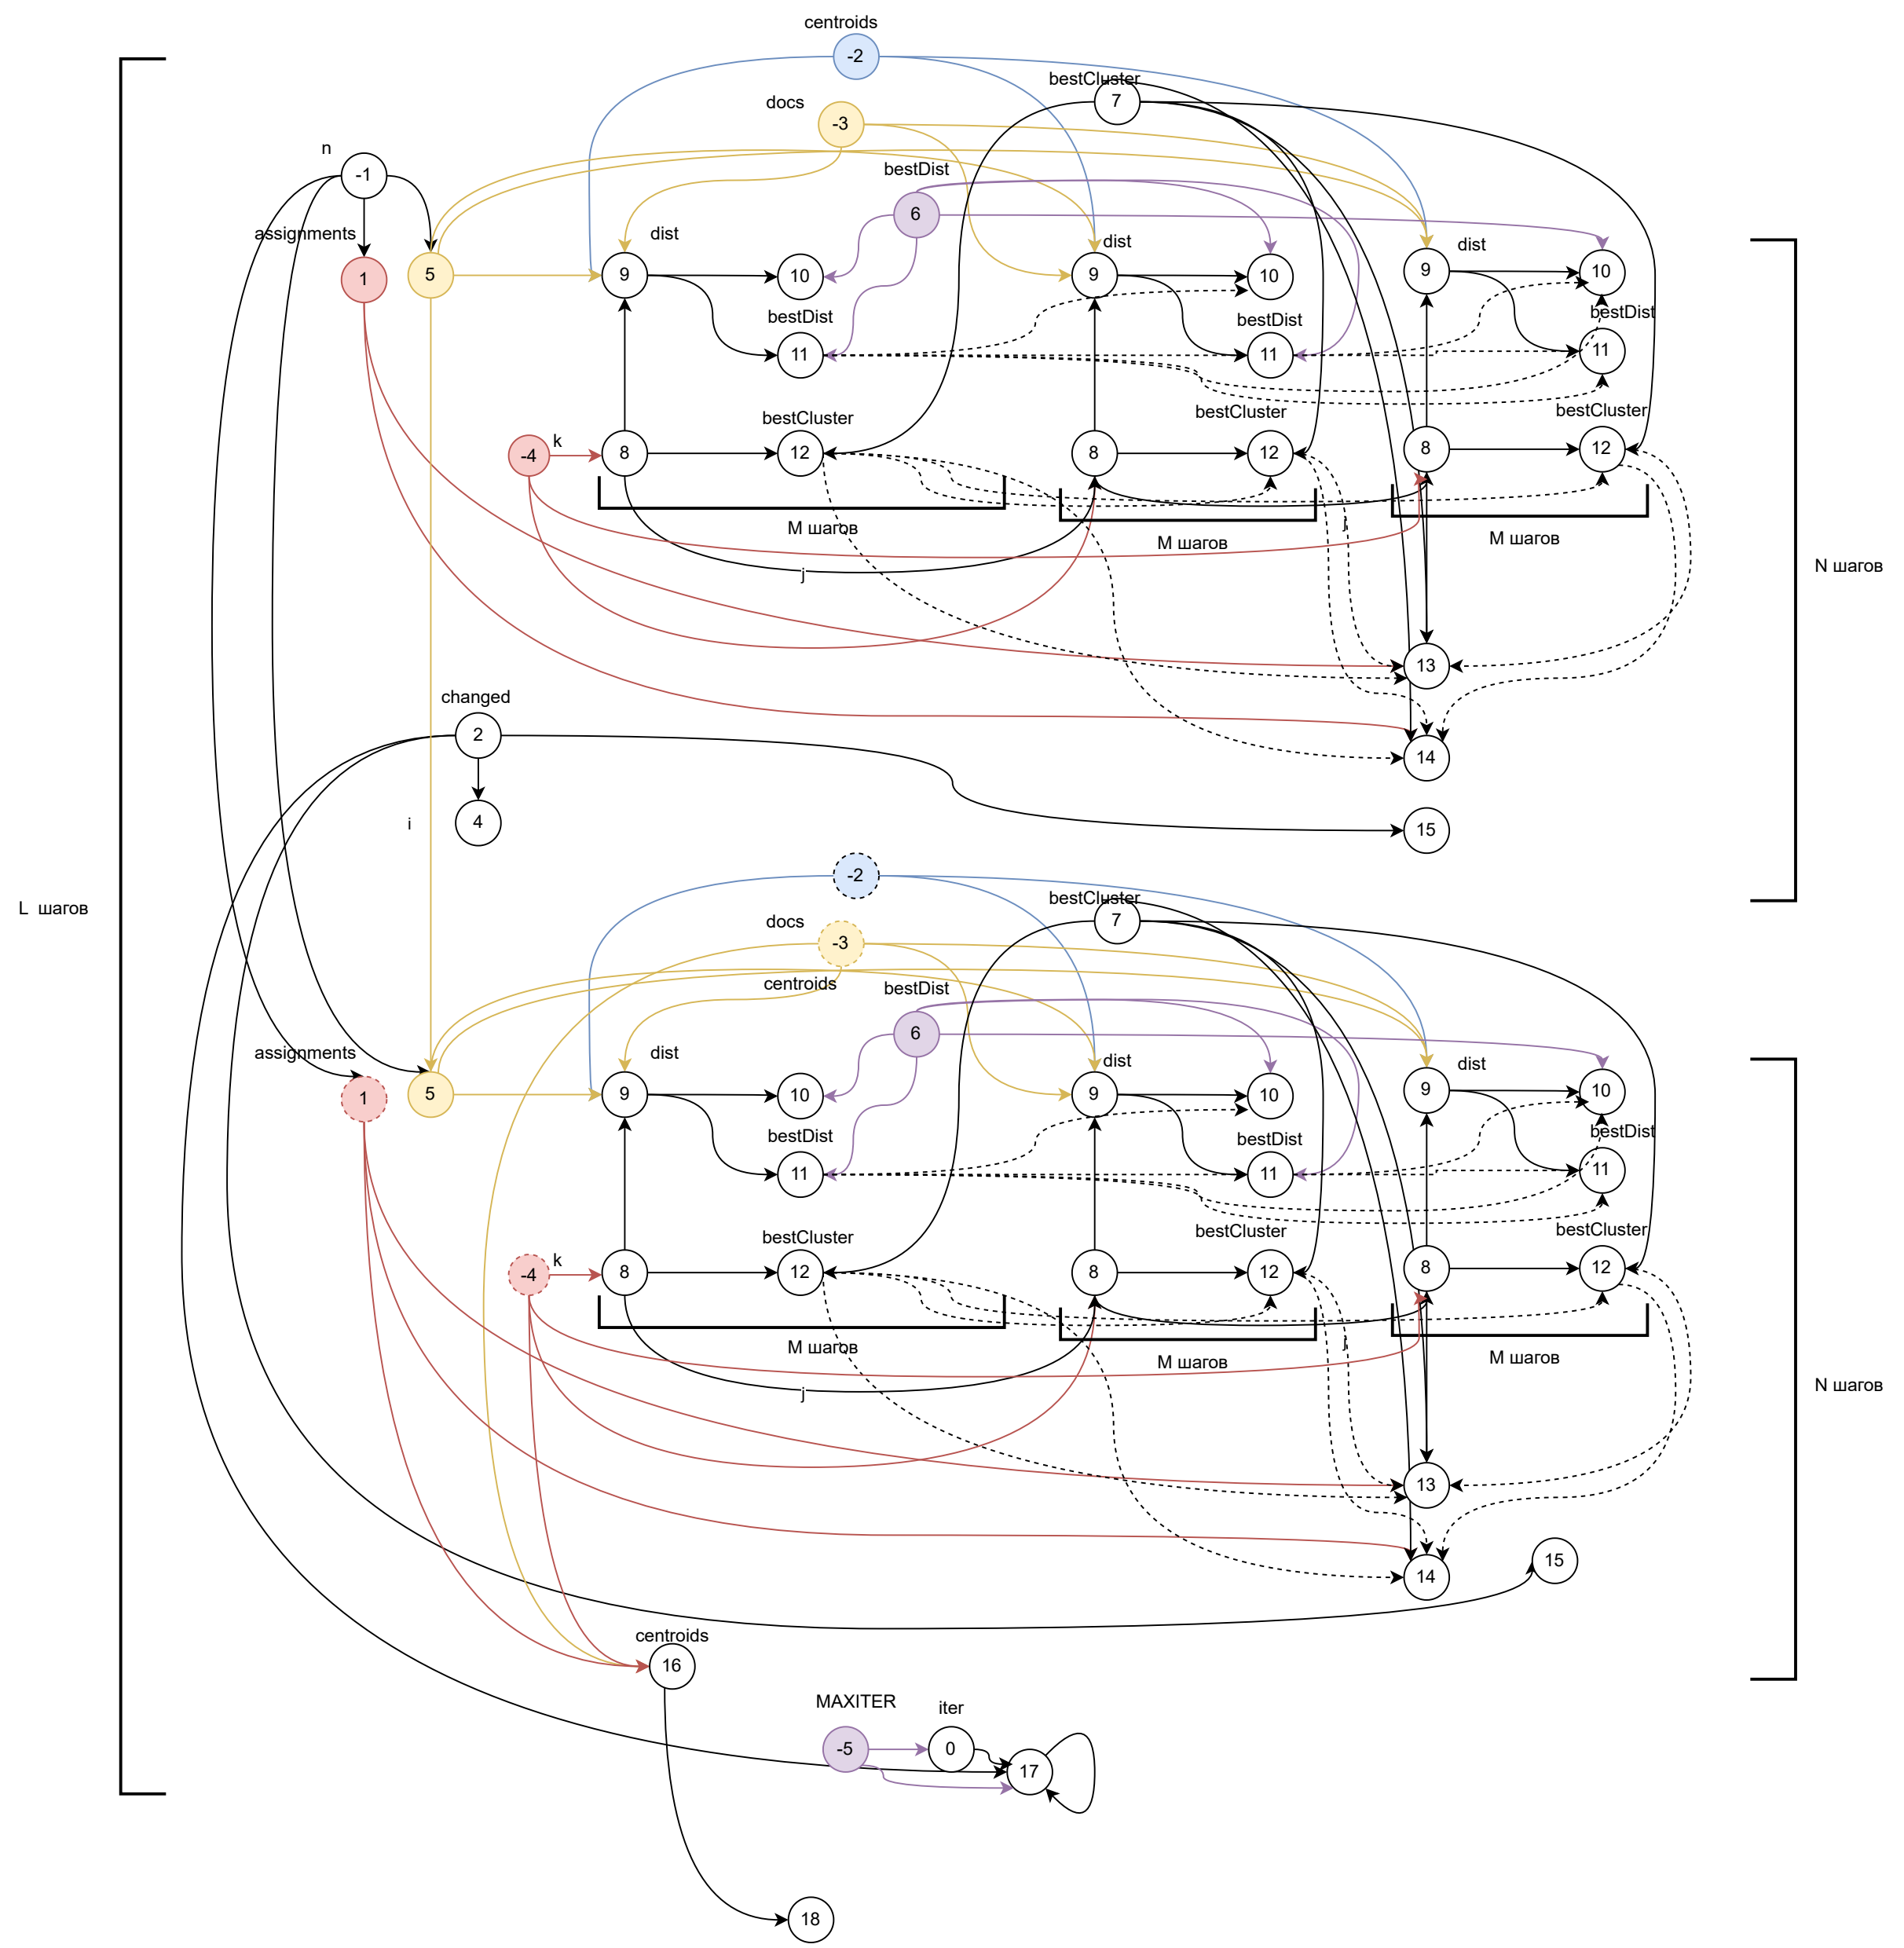 centroids
-2
bestCluster
7
docs
-3
n
-1
bestDist
6
assignments
1
5
dist
9
10
dist
9
10
dist
9
10
bestDist
11
bestDist
11
bestDist
11
bestCluster
12
bestCluster
12
bestCluster
12
k
-4
8
8
8
М шагов
М шагов
М шагов
j
j
N шагов
13
changed
2
14
i
4
15
L шагов
-2
bestCluster
7
docs
-3
centroids
bestDist
6
assignments
1
5
dist
9
10
dist
9
10
dist
9
10
bestDist
11
bestDist
11
bestDist
11
bestCluster
12
bestCluster
12
bestCluster
12
k
-4
8
8
8
М шагов
М шагов
М шагов
j
j
N шагов
13
14
15
centroids
16
MAXITER
iter
-5
0
17
18